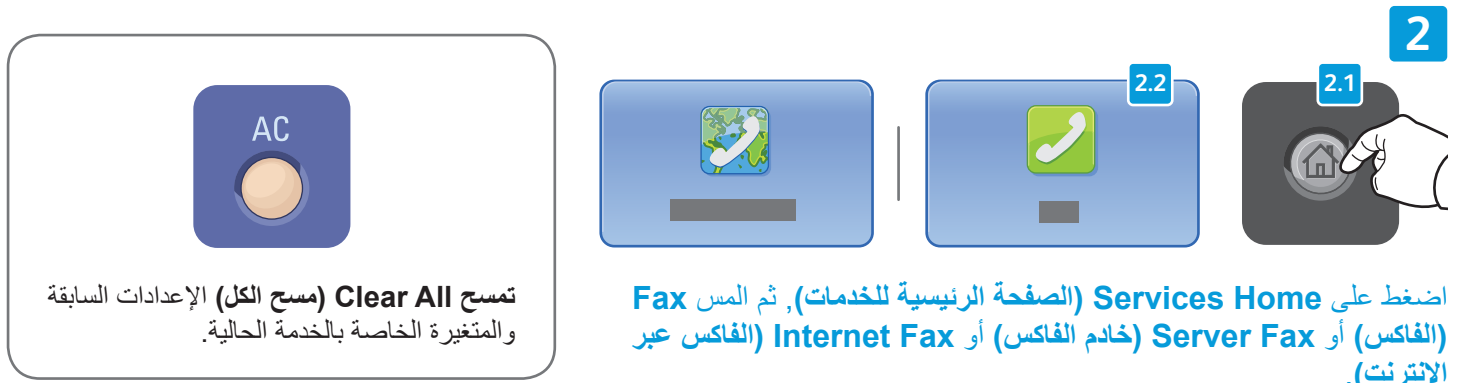 2
2.1
2.2
اضغط على Services Home (الصفحة الرئيسية للخدمات), ثم المس Fax
(الفاكس) أو Server Fax (خادم الفاكس) أو Internet Fax (الفاكس عبر
الإنترنت).
AC
تمسح Clear All (مسح الكل) الإعدادات السابقة
والمتغيرة الخاصة بالخدمة الحالية.